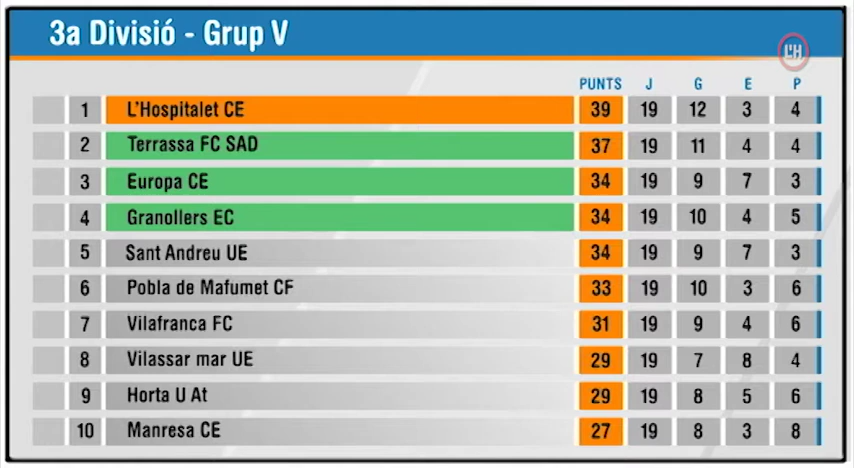 3a Divisió - Grup V
L'H
PUNTS J G E P
1 L'Hospitalet CE 39 19 12 3 4
2 Terrassa FC SAD 37 19 11 4 4
3 Europa CE 34 19 9 7 3
4 Granollers EC 34 19 10 4 5
5 Sant Andreu UE 34 19 9 7 3
6 Pobla de Mafumet CF 33 19 10 3 6
7 Vilafranca FC 31 19 9 4 6
8 Vilassar mar UE 29 19 7 8 4
9 Horta U At 29 19 8 5 6
10 Manresa CE 27 19 8 3 8